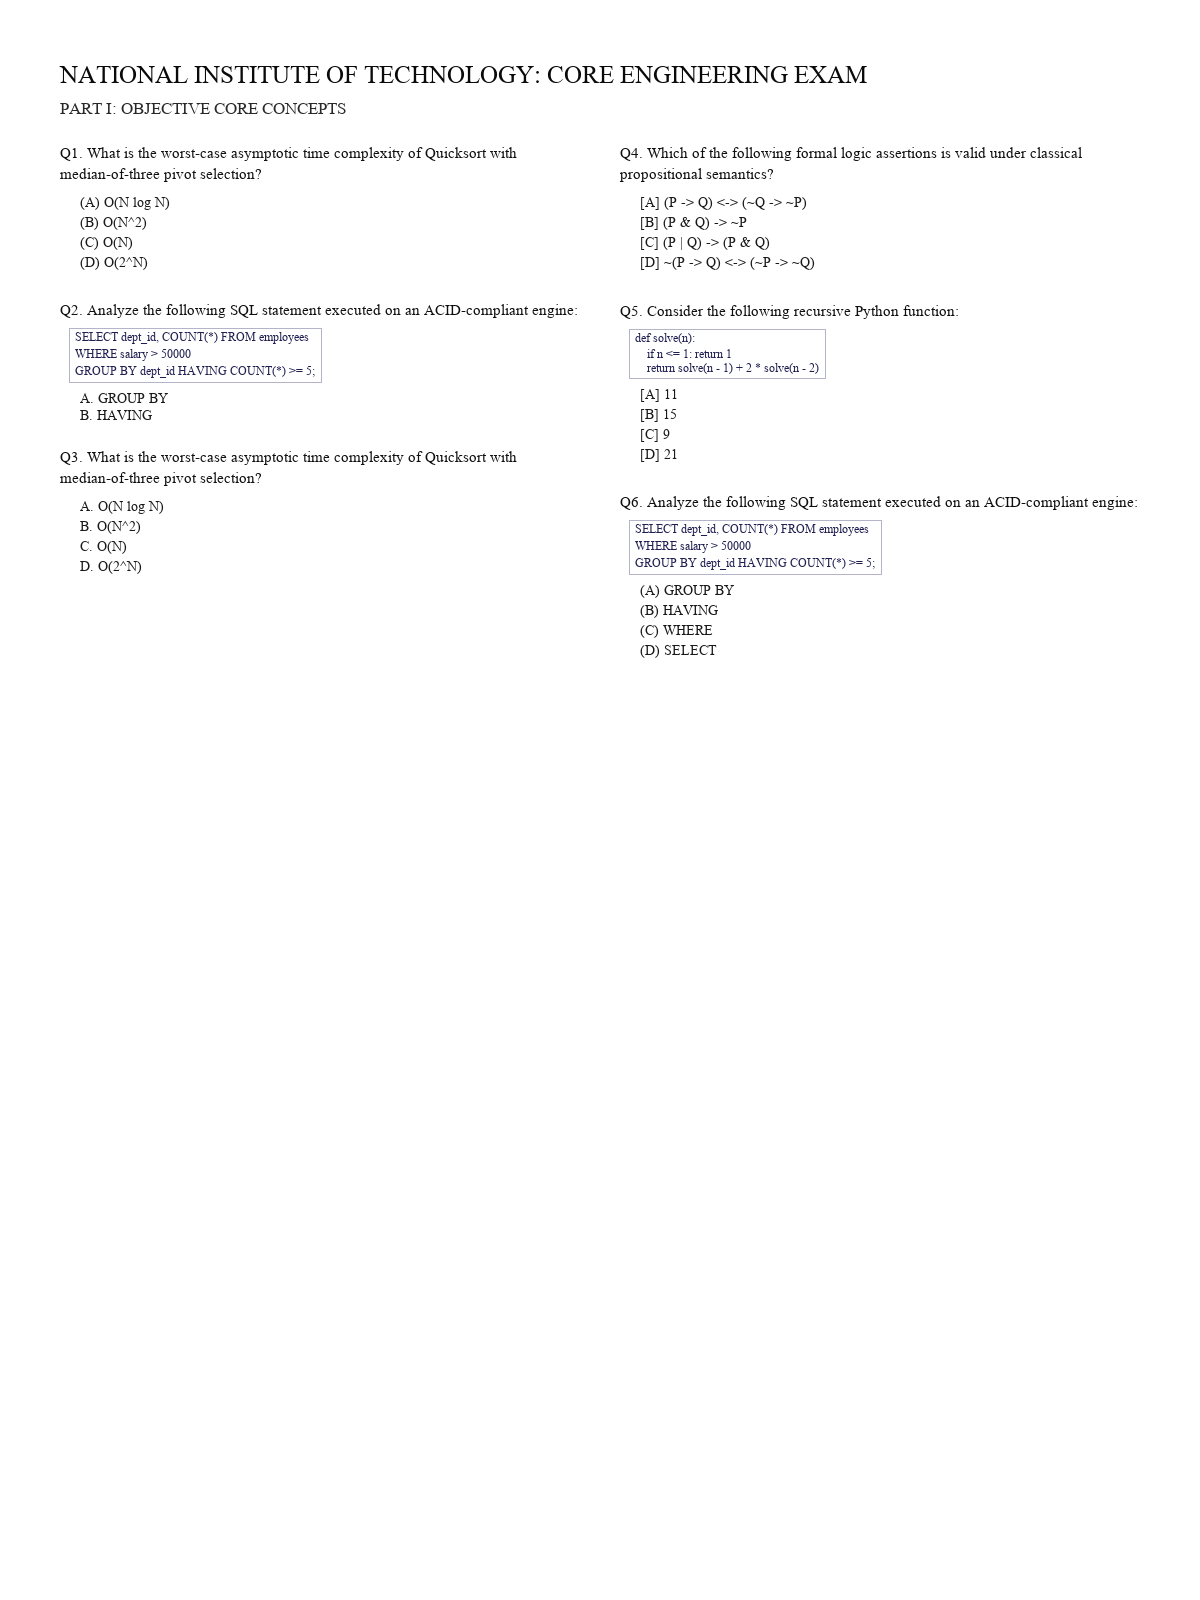 NATIONAL INSTITUTE OF TECHNOLOGY: CORE ENGINEERING EXAM
PART I: OBJECTIVE CORE CONCEPTS
Q1. What is the worst-case asymptotic time complexity of Quicksort with
median-of-three pivot selection?
(A) O(N log N)
(B) O(N^2)
(C) O(N)
(D) O(2^N)
Q2. Analyze the following SQL statement executed on an ACID-compliant engine:
SELECT dept_id, COUNT(*) FROM employees
WHERE salary > 50000
GROUP BY dept_id HAVING COUNT(*) >= 5;
A. GROUP BY
B. HAVING
Q3. What is the worst-case asymptotic time complexity of Quicksort with
median-of-three pivot selection?
A. O(N log N)
B. O(N^2)
C. O(N)
D. O(2^N)
Q4. Which of the following formal logic assertions is valid under classical
propositional semantics?
[A] (P -> Q) <-> (~Q -> ~P)
[B] (P & Q) -> ~P
[C] (P | Q) -> (P & Q)
[D] ~(P -> Q) <-> (~P -> ~Q)
Q5. Consider the following recursive Python function:
def solve(n):
    if n <= 1: return 1
    return solve(n - 1) + 2 * solve(n - 2)
[A] 11
[B] 15
[C] 9
[D] 21
Q6. Analyze the following SQL statement executed on an ACID-compliant engine:
SELECT dept_id, COUNT(*) FROM employees
WHERE salary > 50000
GROUP BY dept_id HAVING COUNT(*) >= 5;
(A) GROUP BY
(B) HAVING
(C) WHERE
(D) SELECT